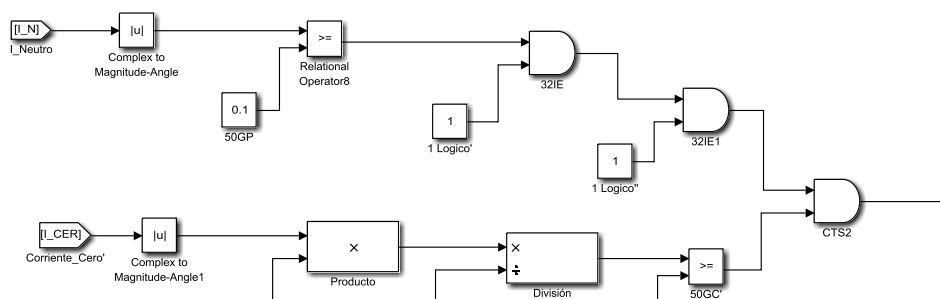 [I_N]
I_Neutro
|u|
Complex to
Magnitude-Angle
>=
Relational
Operator8
0.1
50GP
32IE
1
1 Logico'
32IE1
1
1 Logico"
CTS2
[I_CER]
Corriente_Cero'
|u|
Complex to
Magnitude-Angle1
×
Producto
×
÷
División
>=
50GC'